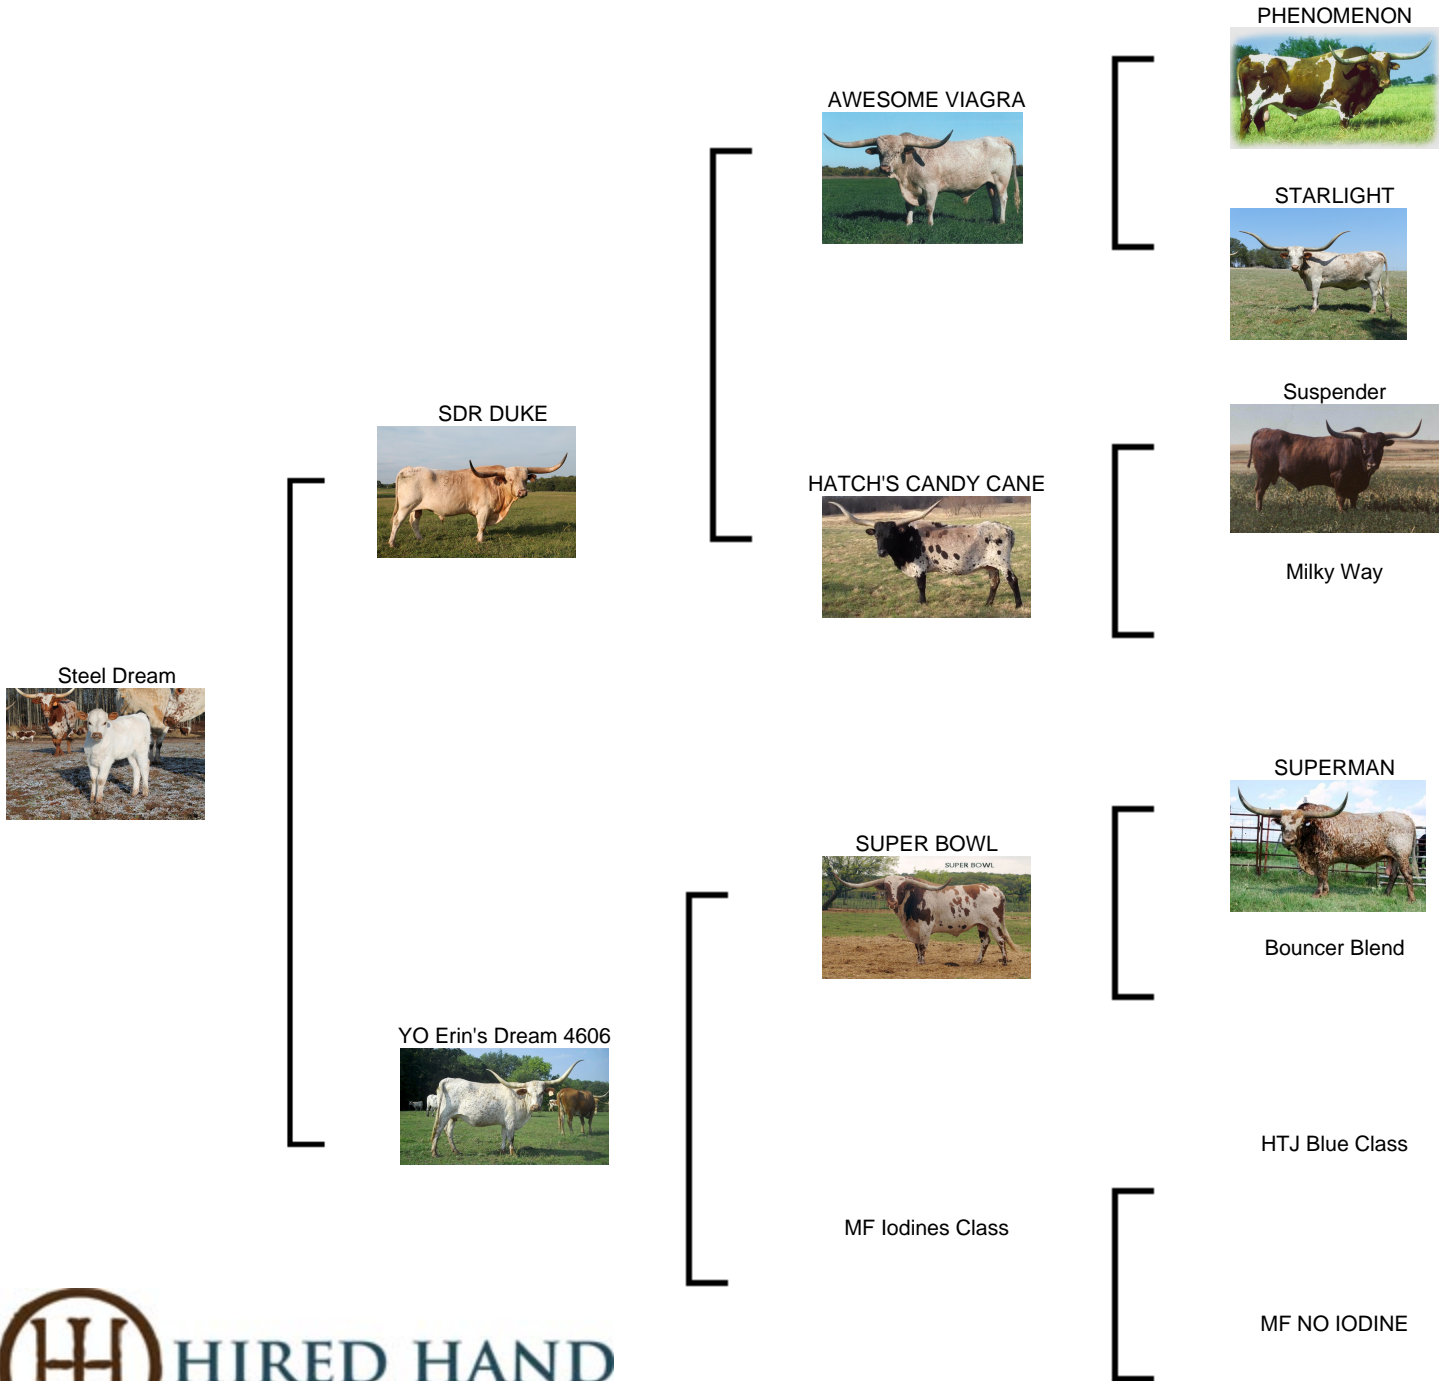 PHENOMENON
AWESOME VIAGRA
STARLIGHT
Suspender
SDR DUKE
HATCH'S CANDY CANE
Milky Way
Steel Dream
SUPERMAN
SUPER BOWL
SUPER BOWL
Bouncer Blend
YO Erin's Dream 4606
HTJ Blue Class
MF Iodines Class
MF NO IODINE
HIRED HAND